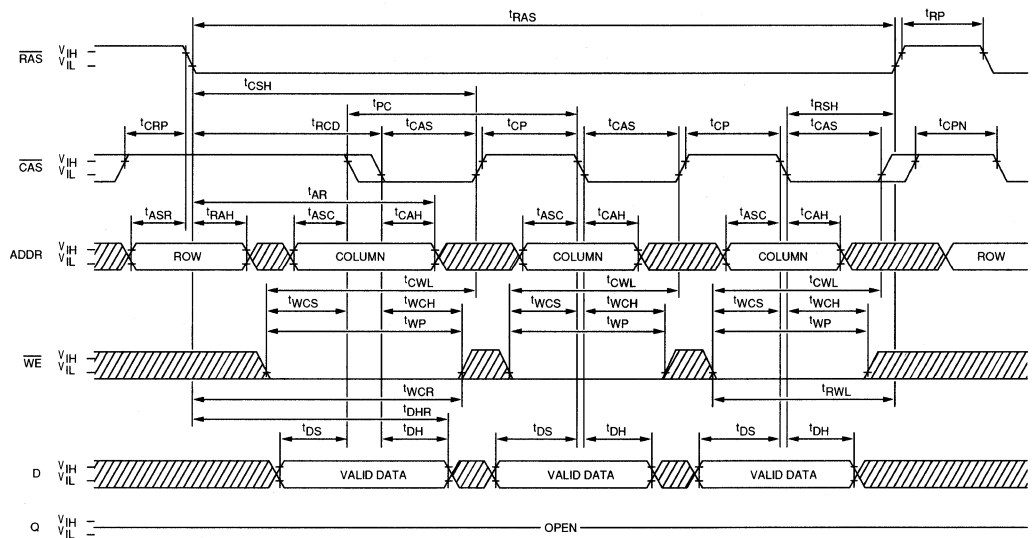 tRAS tRP
RAS VIH VIL
tCSH
tPC tRSH
tCRP tRCD tCAS tCP tCAS tCP tCAS tCPN
CAS VIH VIL
tAR
tASR tRAH tASC tCAH tASC tCAH tASC tCAH
ADDR VIH VIL ROW COLUMN COLUMN COLUMN ROW
tCWL tCWL tCWL
tWCS tWCH tWCS tWCH tWCS tWCH
tWP tWP tWP
WE VIH VIL
tWCR tRWL
tDHR
tDS tDH tDS tDH tDS tDH
D VIH VIL VALID DATA VALID DATA VALID DATA
Q VIH VIL OPEN